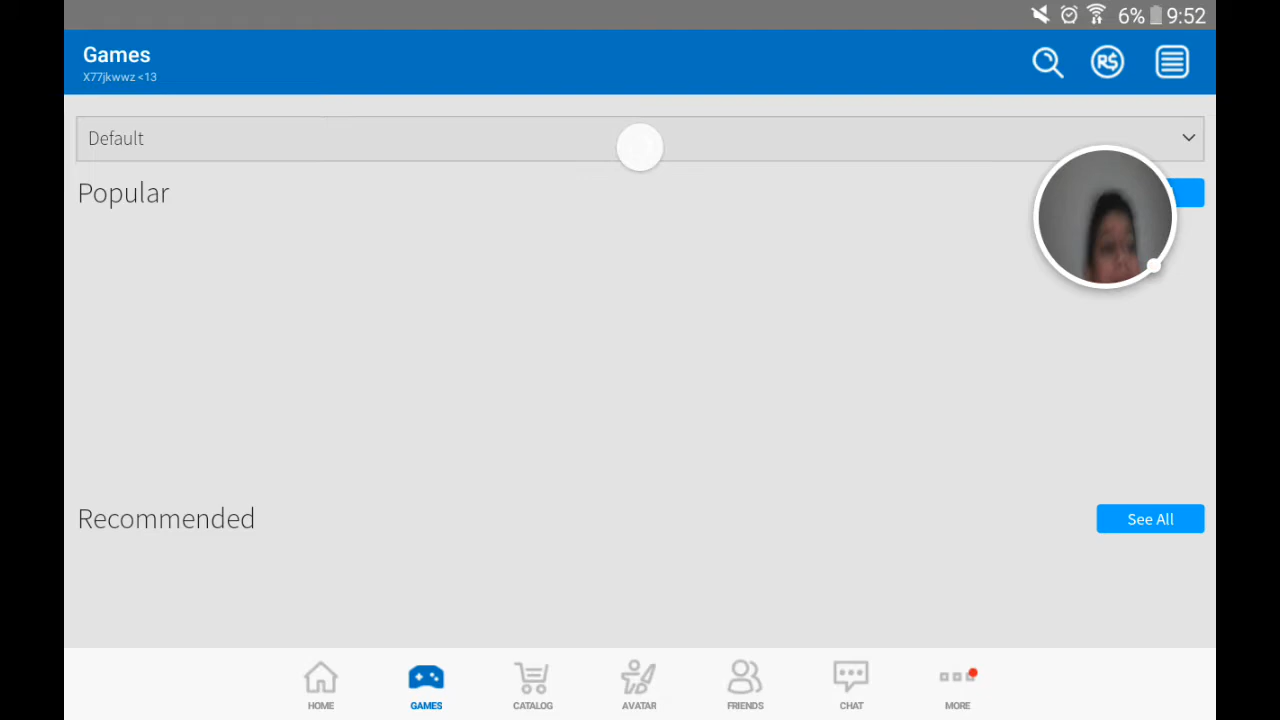 6% 9:52
Games
X77jkwwz <13
R$
Default
Popular
Recommended
See All
HOME
GAMES
CATALOG
AVATAR
FRIENDS
CHAT
MORE